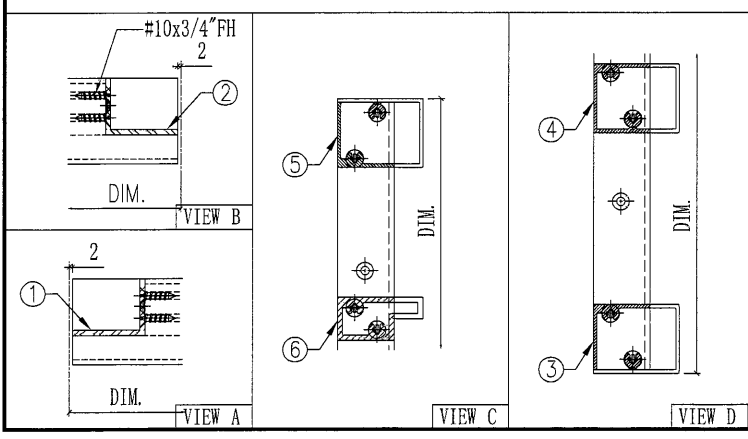 #10x3/4"FH
2
②
DIM.
VIEW B
2
①
DIM.
VIEW A
⑤
DIM.
⑥
VIEW C
④
DIM.
③
VIEW D